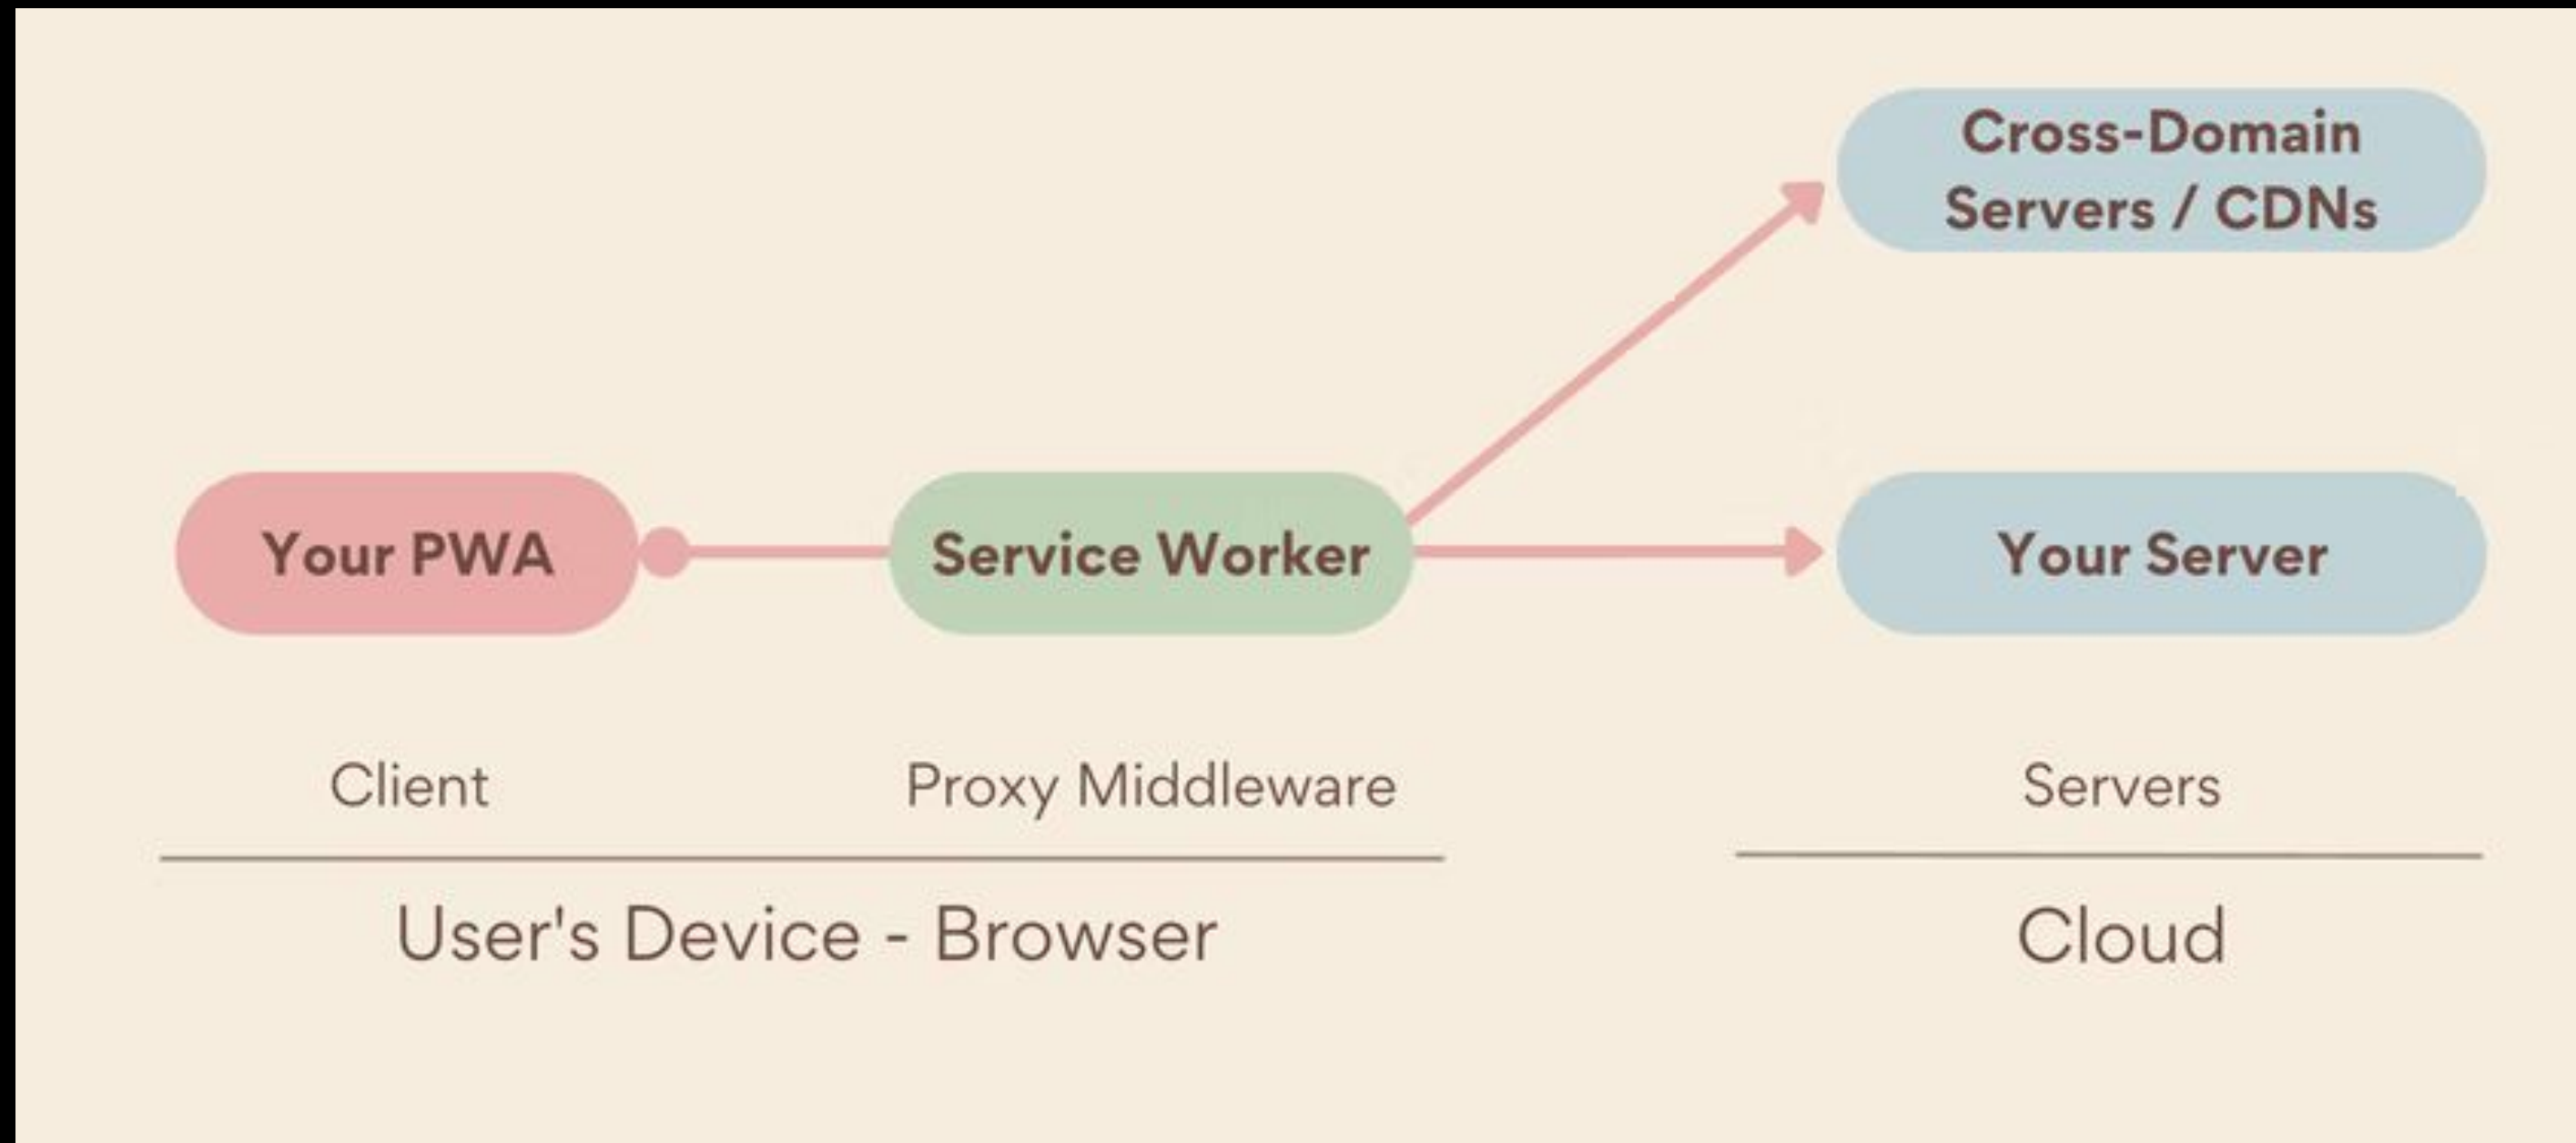 Cross-Domain
Servers / CDNs
Your PWA
Service Worker
Your Server
Client
Proxy Middleware
Servers
User's Device - Browser
Cloud